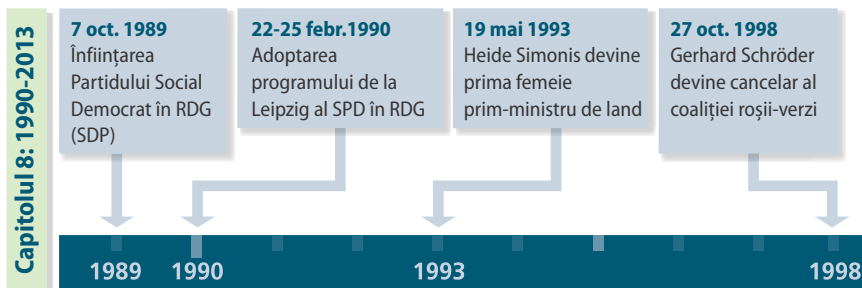 Capitolul 8: 1990-2013
7 oct. 1989
Înființarea
Partidului Social
Democrat în RDG
(SDP)
22-25 febr.1990
Adoptarea
programului de la
Leipzig al SPD în RDG
19 mai 1993
Heide Simonis devine
prima femeie
prim-ministru de land
27 oct. 1998
Gerhard Schröder
devine cancelar al
coaliției roșii-verzi
1989
1990
1993
1998